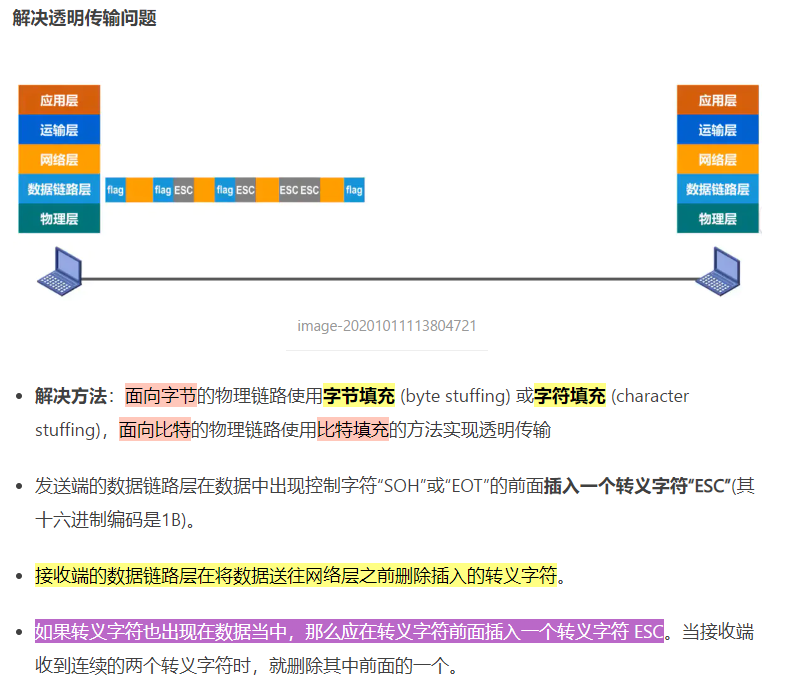 解决透明传输问题
应用层
运输层
网络层
数据链路层
物理层
flag flag ESC flag ESC ESC ESC flag
应用层
运输层
网络层
数据链路层
物理层
image-20201011113804721
• 解决方法：面向字节的物理链路使用字节填充 (byte stuffing) 或字符填充 (character
stuffing)，面向比特的物理链路使用比特填充的方法实现透明传输
• 发送端的数据链路层在数据中出现控制字符“SOH”或“EOT”的前面插入一个转义字符“ESC”(其
十六进制编码是1B)。
• 接收端的数据链路层在将数据送往网络层之前删除插入的转义字符。
• 如果转义字符也出现在数据当中，那么应在转义字符前面插入一个转义字符 ESC。当接收端
收到连续的两个转义字符时，就删除其中前面的一个。